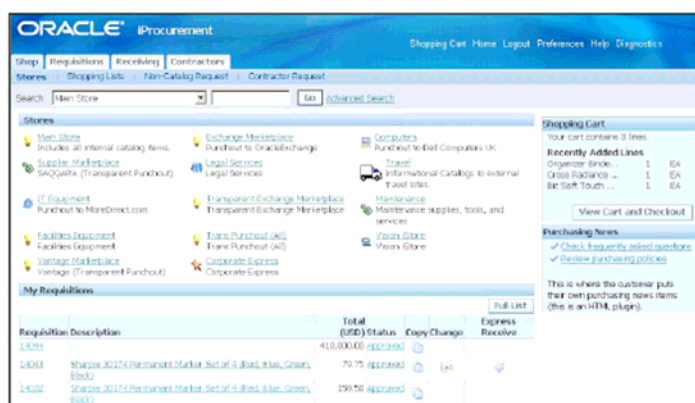 ORACLE® iProcurement
Shopping Cart Home Logout Preferences Help Diagnostics
Shop Requisitions Receiving Contractors
Stores Shopping Lists Non-Catalog Request Contractor Request
Search Main Store Go Advanced Search
Stores
Main Store
Includes all internal catalog items.
Exchange Marketplace
Punchout to OracleExchange
Computers
Punchout to Dell Computers UK
Supplier Marketplace
SAQQARA (Transparent Punchout)
Legal Services
Legal Services
Travel
Informational Catalogs to external
travel sites.
IT Equipment
Punchout to MoreDirect.com
Transparent Exchange Marketplace
Transparent Exchange Marketplace
Maintenance
Maintenance supplies, tools, and
services
Facilities Equipment
Facilities Equipment
Trans Punchout (All)
Trans Punchout (All)
Vision iStore
Vision iStore
Vantage Marketplace
Vantage (Transparent Punchout)
Corporate Express
Corporate Express
Shopping Cart
Your cart contains 3 lines.
Recently Added Lines
Organizer Binde... 1 EA
Cross Radiance ... 1 EA
Bic Soft Touch ... 1 EA
View Cart and Checkout
Purchasing News
Check frequently asked questions
Review purchasing policies
This is where the customer puts
their own purchasing news items
(this is an HTML plugin).
My Requisitions
Full List
Requisition Description Total (USD) Status Copy Change Express Receive
14044 410,000.00 Approved
14043 Sharpie 30174 Permanent Marker Set of 4 (Red, Blue, Green, Black) 79.75 Approved
14032 Sharpie 30174 Permanent Marker Set of 4 (Red, Blue, Green, Black) 159.50 Approved